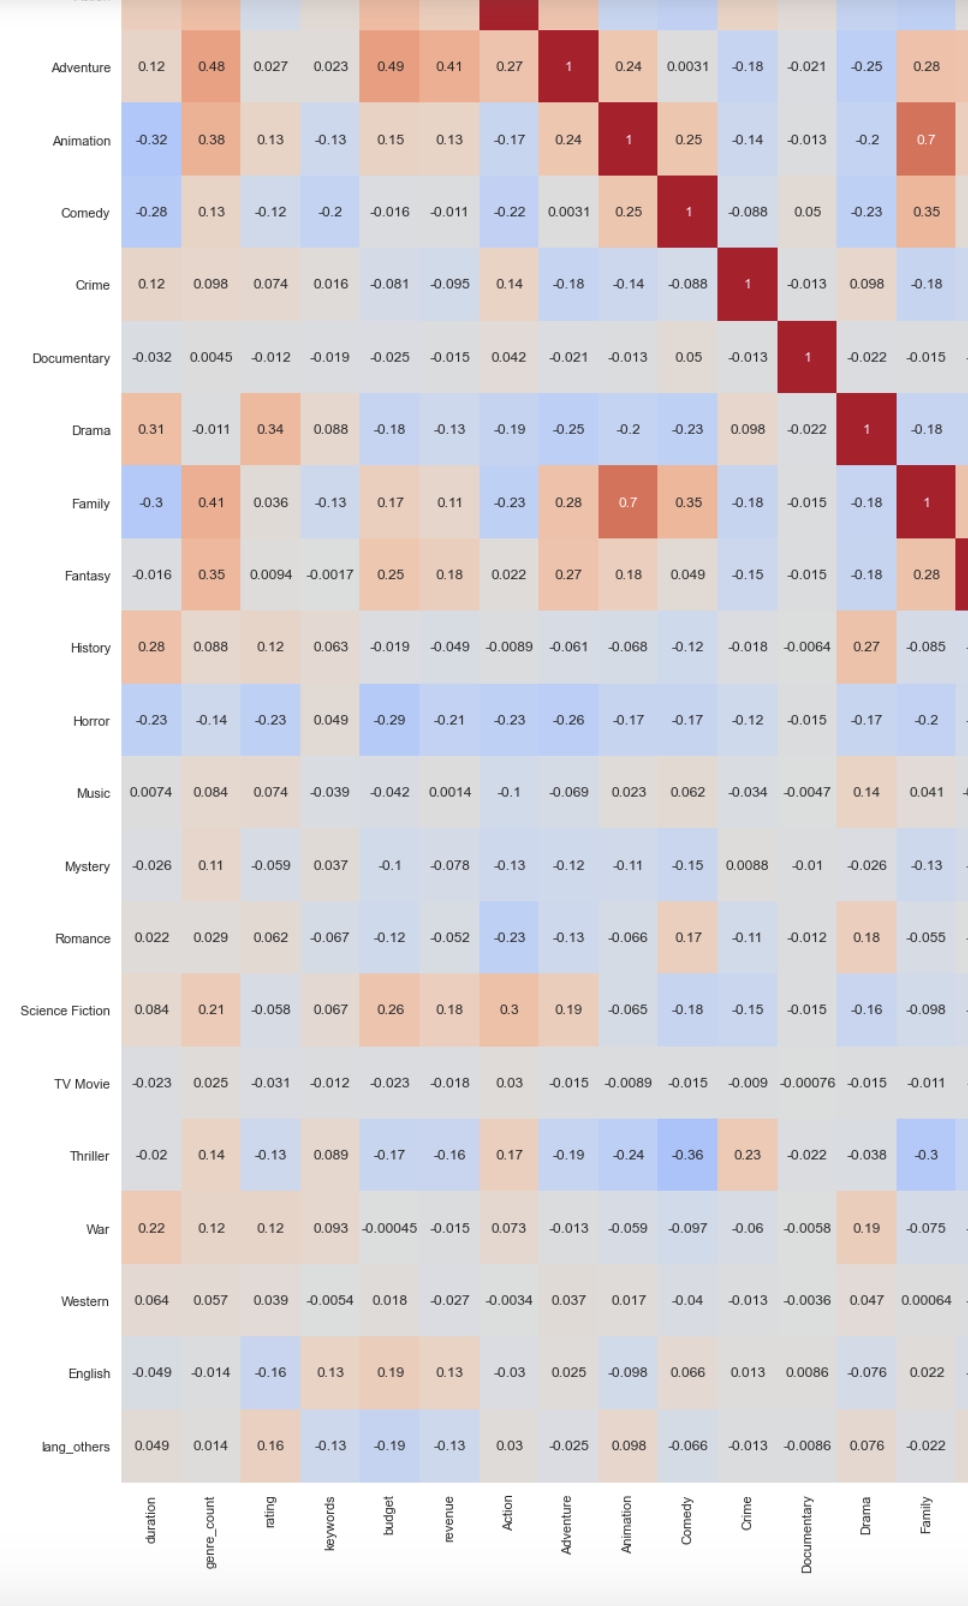 Adventure 0.12 0.48 0.027 0.023 0.49 0.41 0.27 1 0.24 0.0031 -0.18 -0.021 -0.25 0.28
Animation -0.32 0.38 0.13 -0.13 0.15 0.13 -0.17 0.24 1 0.25 -0.14 -0.013 -0.2 0.7
Comedy -0.28 0.13 -0.12 -0.2 -0.016 -0.011 -0.22 0.0031 0.25 1 -0.088 0.05 -0.23 0.35
Crime 0.12 0.098 0.074 0.016 -0.081 -0.095 0.14 -0.18 -0.14 -0.088 1 -0.013 0.098 -0.18
Documentary -0.032 0.0045 -0.012 -0.019 -0.025 -0.015 0.042 -0.021 -0.013 0.05 -0.013 1 -0.022 -0.015
Drama 0.31 -0.011 0.34 0.088 -0.18 -0.13 -0.19 -0.25 -0.2 -0.23 0.098 -0.022 1 -0.18
Family -0.3 0.41 0.036 -0.13 0.17 0.11 -0.23 0.28 0.7 0.35 -0.18 -0.015 -0.18 1
Fantasy -0.016 0.35 0.0094 -0.0017 0.25 0.18 0.022 0.27 0.18 0.049 -0.15 -0.015 -0.18 0.28
History 0.28 0.088 0.12 0.063 -0.019 -0.049 -0.0089 -0.061 -0.068 -0.12 -0.018 -0.0064 0.27 -0.085
Horror -0.23 -0.14 -0.23 0.049 -0.29 -0.21 -0.23 -0.26 -0.17 -0.17 -0.12 -0.015 -0.17 -0.2
Music 0.0074 0.084 0.074 -0.039 -0.042 0.0014 -0.1 -0.069 0.023 0.062 -0.034 -0.0047 0.14 0.041
Mystery -0.026 0.11 -0.059 0.037 -0.1 -0.078 -0.13 -0.12 -0.11 -0.15 0.0088 -0.01 -0.026 -0.13
Romance 0.022 0.029 0.062 -0.067 -0.12 -0.052 -0.23 -0.13 -0.066 0.17 -0.11 -0.012 0.18 -0.055
Science Fiction 0.084 0.21 -0.058 0.067 0.26 0.18 0.3 0.19 -0.065 -0.18 -0.15 -0.015 -0.16 -0.098
TV Movie -0.023 0.025 -0.031 -0.012 -0.023 -0.018 0.03 -0.015 -0.0089 -0.015 -0.009 -0.00076 -0.015 -0.011
Thriller -0.02 0.14 -0.13 0.089 -0.17 -0.16 0.17 -0.19 -0.24 -0.36 0.23 -0.022 -0.038 -0.3
War 0.22 0.12 0.12 0.093 -0.00045 -0.015 0.073 -0.013 -0.059 -0.097 -0.06 -0.0058 0.19 -0.075
Western 0.064 0.057 0.039 -0.0054 0.018 -0.027 -0.0034 0.037 0.017 -0.04 -0.013 -0.0036 0.047 0.00064
English -0.049 -0.014 -0.16 0.13 0.19 0.13 -0.03 0.025 -0.098 0.066 0.013 0.0086 -0.076 0.022
lang_others 0.049 0.014 0.16 -0.13 -0.19 -0.13 0.03 -0.025 0.098 -0.066 -0.013 -0.0086 0.076 -0.022
duration genre_count rating keywords budget revenue Action Adventure Animation Comedy Crime Documentary Drama Family